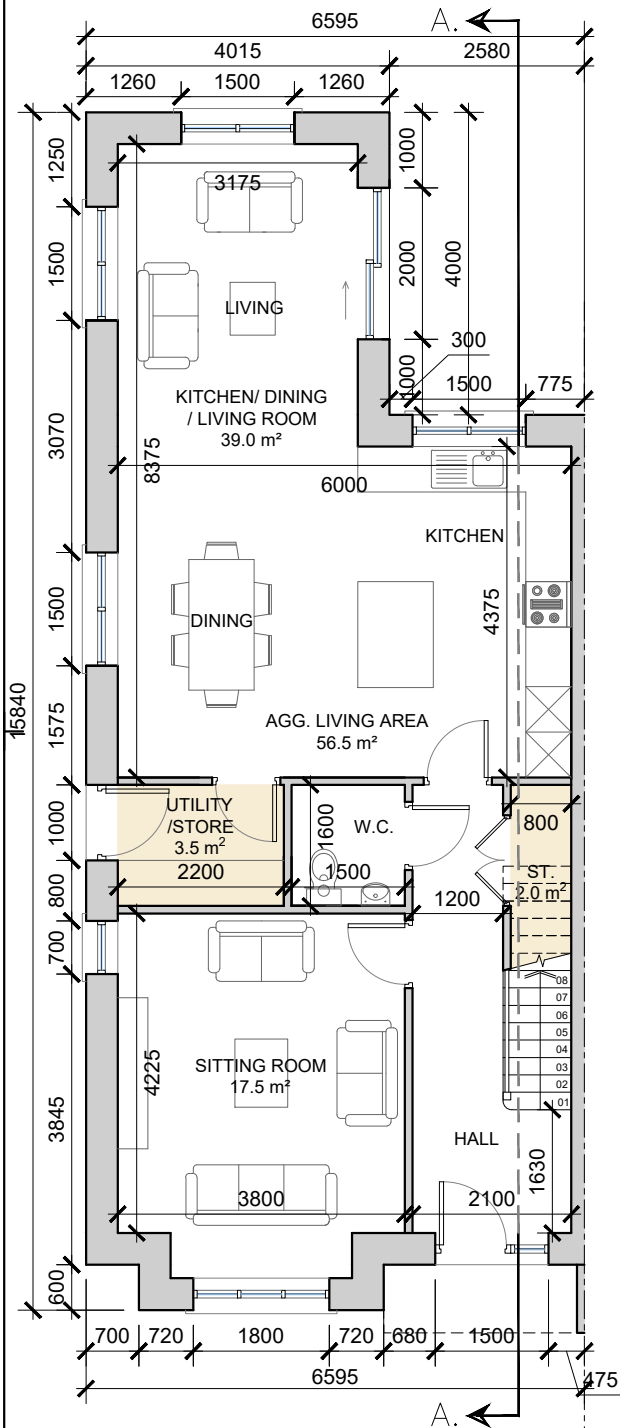 6595
A.
4015
2580
1260
1500
1260
1250
1000
3175
1500
2000
4000
LIVING
300
1000
1500
775
KITCHEN/ DINING
/ LIVING ROOM
39.0 m²
3070
8375
6000
KITCHEN
4375
1500
DINING
15840
1575
AGG. LIVING AREA
56.5 m²
UTILITY
/STORE
3.5 m²
1000
1600
W.C.
800
2200
1500
ST.
2.0 m²
800
1200
700
08
07
06
05
04
03
02
01
SITTING ROOM
17.5 m²
4225
3845
HALL
1630
3800
2100
600
700
720
1800
720
680
1500
475
6595
A.